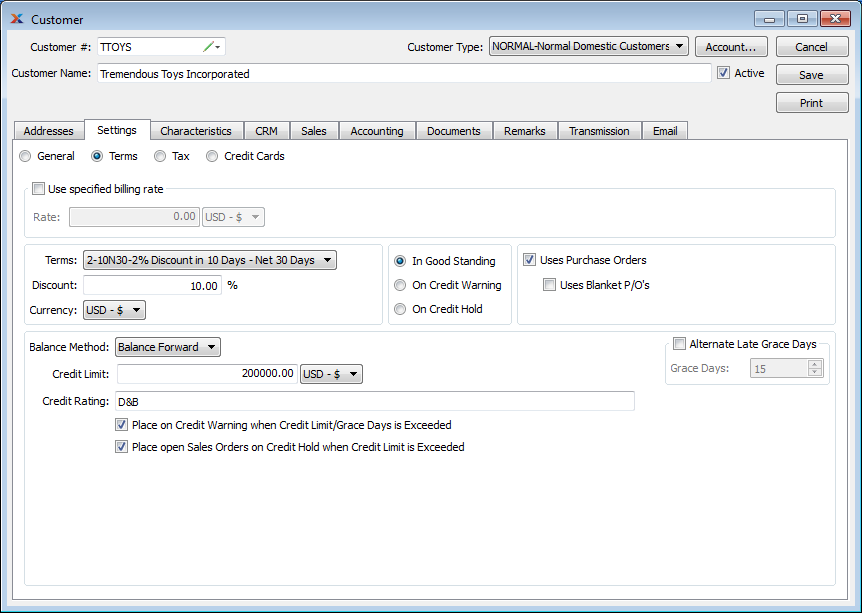 Customer
Customer #: TTOYS Customer Type: NORMAL-Normal Domestic Customers Account... Cancel
Customer Name: Tremendous Toys Incorporated Active Save
Print
Addresses Settings Characteristics CRM Sales Accounting Documents Remarks Transmission Email
General Terms Tax Credit Cards
Use specified billing rate
Rate: 0.00 USD - $
Terms: 2-10N30-2% Discount in 10 Days - Net 30 Days In Good Standing Uses Purchase Orders
Discount: 10.00 % On Credit Warning Uses Blanket P/O's
Currency: USD - $ On Credit Hold
Balance Method: Balance Forward Alternate Late Grace Days
Credit Limit: 200000.00 USD - $ Grace Days: 15
Credit Rating: D&B
Place on Credit Warning when Credit Limit/Grace Days is Exceeded
Place open Sales Orders on Credit Hold when Credit Limit is Exceeded